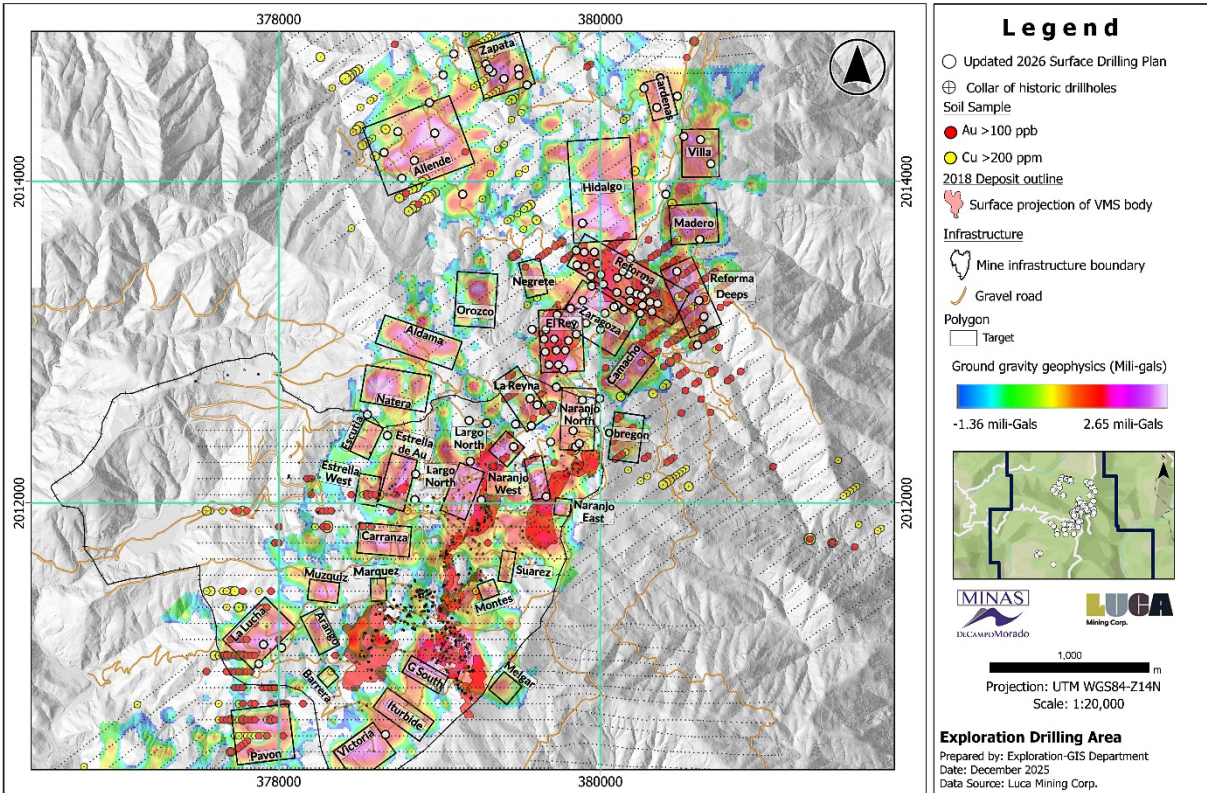 378000
380000
2014000
2012000
2014000
2012000
378000
380000
Zapata
Cardenas
Allende
Villa
Hidalgo
Madero
Reforma
Reforma
Deeps
Negrete
Orozco
Zaragoza
El Rey
Aldama
Camacho
La Reyna
Natera
Naranjo
North
Escutia
Largo
North
Obregon
Estrella
de Au
Estrella
West
Largo
North
Naranjo
West
Naranjo
East
Carranza
Suarez
Muzquiz
Marquez
Montes
La Lucha
Arango
Barrera
G South
Melgar
Iturbide
Victoria
Pavon
Legend
Updated 2026 Surface Drilling Plan
Collar of historic drillholes
Soil Sample
Au >100 ppb
Cu >200 ppm
2018 Deposit outline
Surface projection of VMS body
Infrastructure
Mine infrastructure boundary
Gravel road
Polygon
Target
Ground gravity geophysics (Mili-gals)
-1.36 mili-Gals
2.65 mili-Gals
MINAS
DE CAMPO MORADO
LUCA
Mining Corp.
1,000
m
Projection: UTM WGS84-Z14N
Scale: 1:20,000
Exploration Drilling Area
Prepared by: Exploration-GIS Department
Date: December 2025
Data Source: Luca Mining Corp.